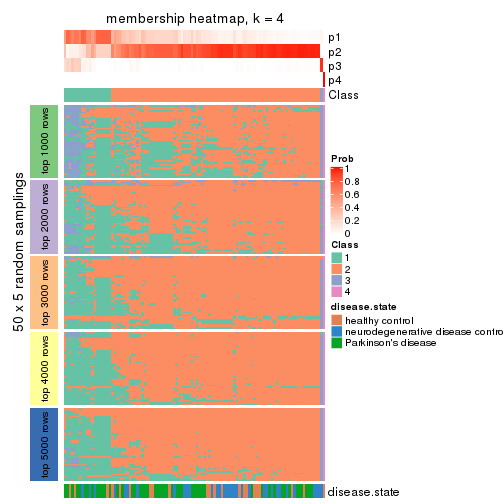 membership heatmap, k = 4
p1
p2
p3
p4
Class
50 x 5 random samplings
top 1000 rows
top 2000 rows
top 3000 rows
top 4000 rows
top 5000 rows
Prob
1
0.8
0.6
0.4
0.2
0
Class
1
2
3
4
disease.state
healthy control
neurodegenerative disease contro
Parkinson's disease
disease.state